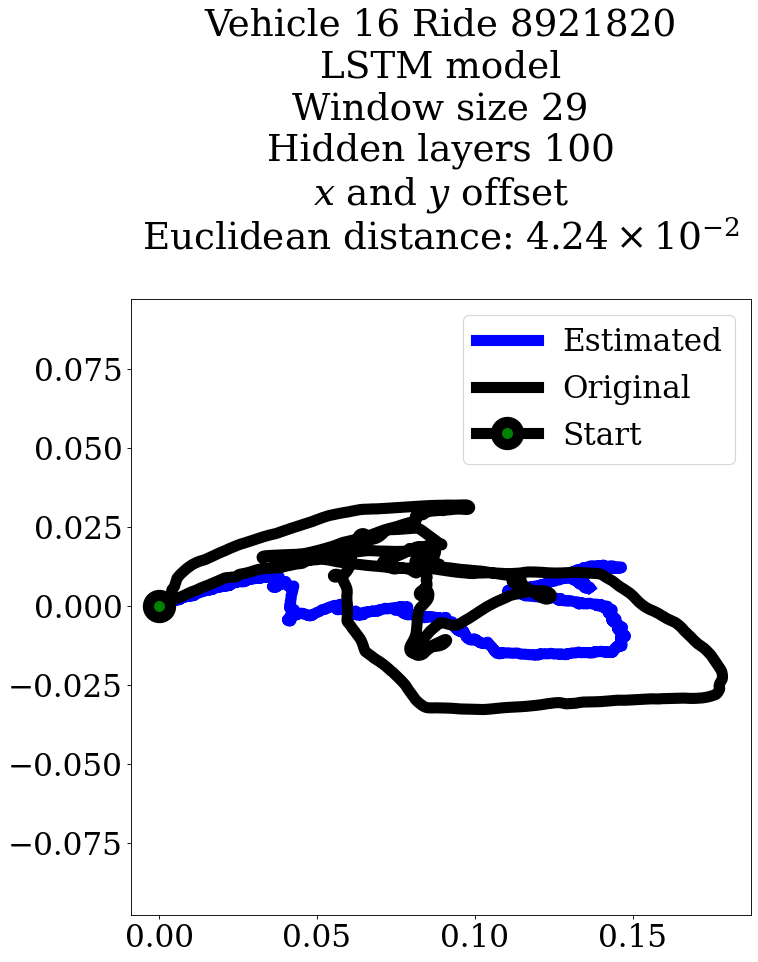 Vehicle 16 Ride 8921820
LSTM model
Window size 29
Hidden layers 100
x and y offset
Euclidean distance: 4.24 × 10⁻²
Estimated
Original
Start
0.075
0.050
0.025
0.000
−0.025
−0.050
−0.075
0.00 0.05 0.10 0.15